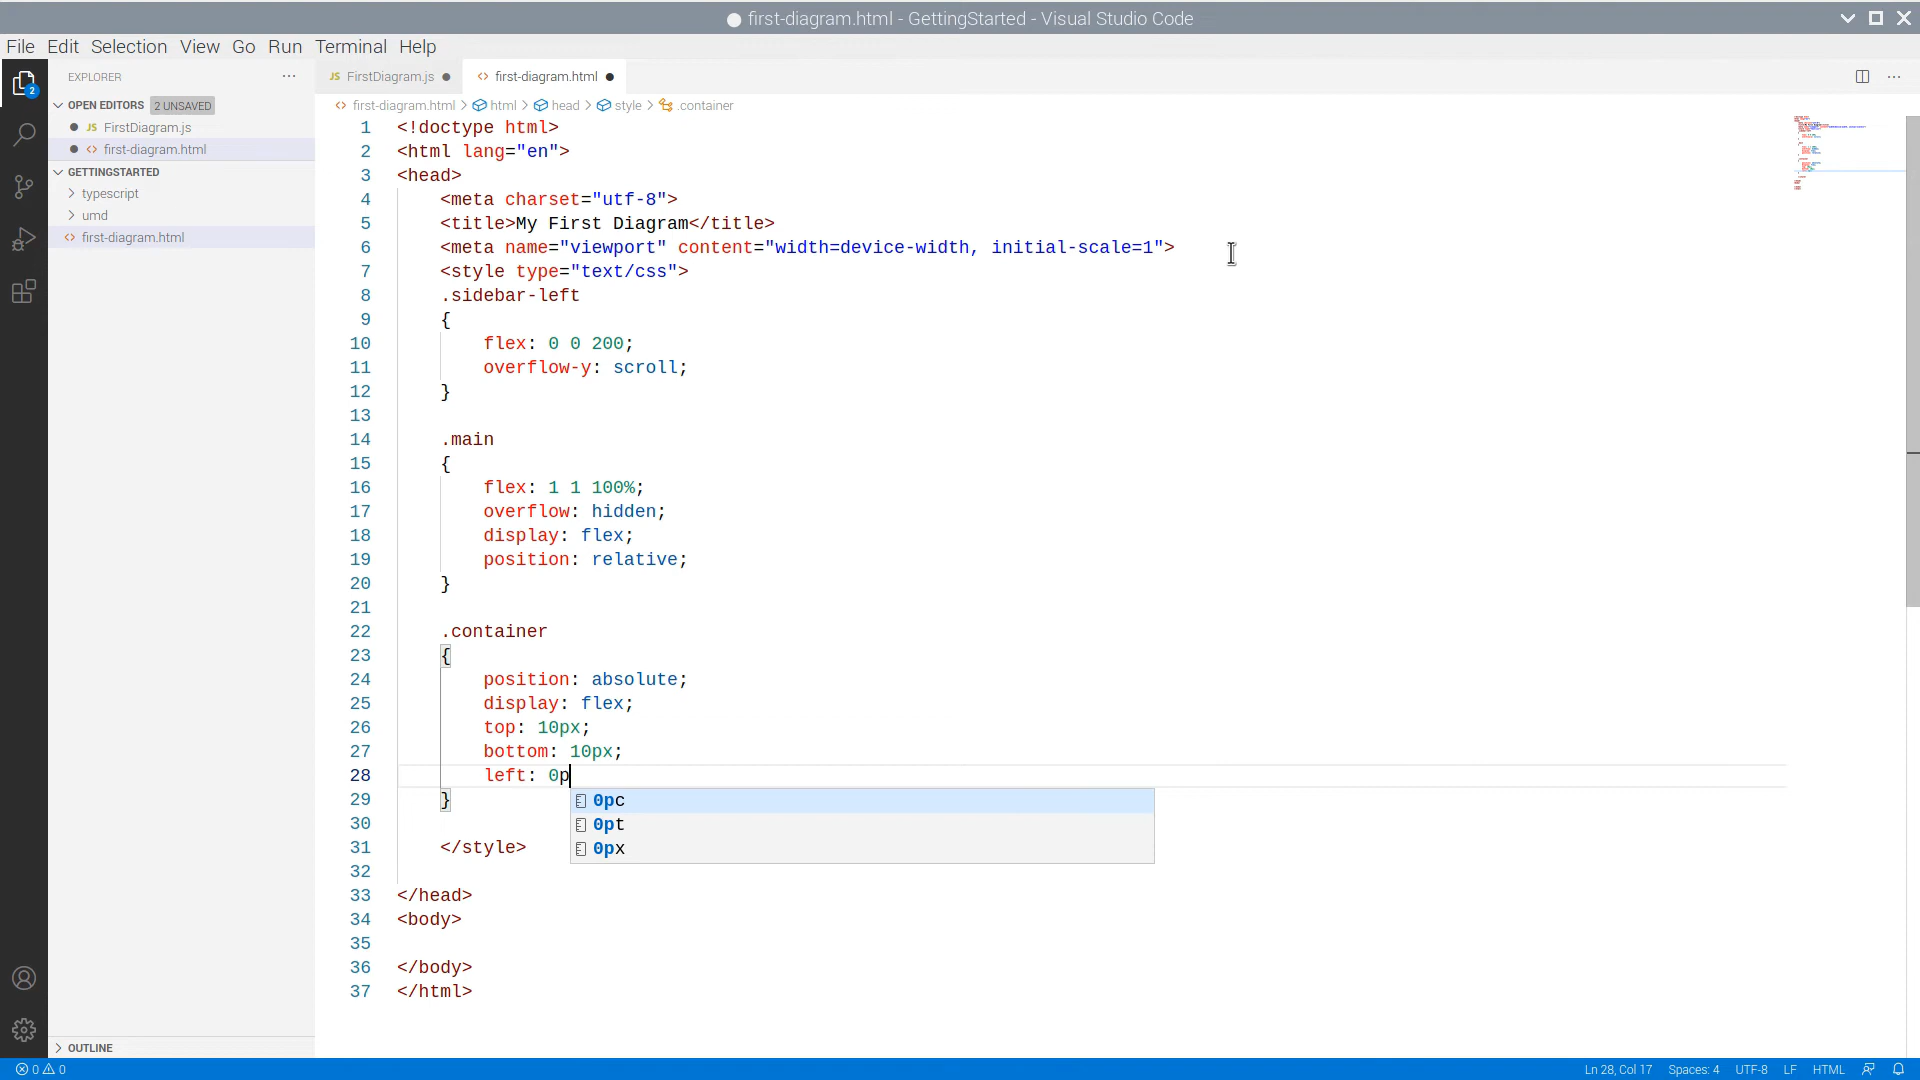 first-diagram.html - GettingStarted - Visual Studio Code
File Edit Selection View Go Run Terminal Help
2
EXPLORER
OPEN EDITORS 2 UNSAVED
JS FirstDiagram.js
first-diagram.html
GETTINGSTARTED
typescript
umd
first-diagram.html
OUTLINE
JS FirstDiagram.js first-diagram.html
first-diagram.html html head style .container
1 <!doctype html>
2 <html lang="en">
3 <head>
4 <meta charset="utf-8">
5 <title>My First Diagram</title>
6 <meta name="viewport" content="width=device-width, initial-scale=1">
7 <style type="text/css">
8 .sidebar-left
9 {
10 flex: 0 0 200;
11 overflow-y: scroll;
12 }
13
14 .main
15 {
16 flex: 1 1 100%;
17 overflow: hidden;
18 display: flex;
19 position: relative;
20 }
21
22 .container
23 {
24 position: absolute;
25 display: flex;
26 top: 10px;
27 bottom: 10px;
28 left: 0p
29 }
0pc
0pt
0px
30
31 </style>
32
33 </head>
34 <body>
35
36 </body>
37 </html>
0 0 Ln 28, Col 17 Spaces: 4 UTF-8 LF HTML